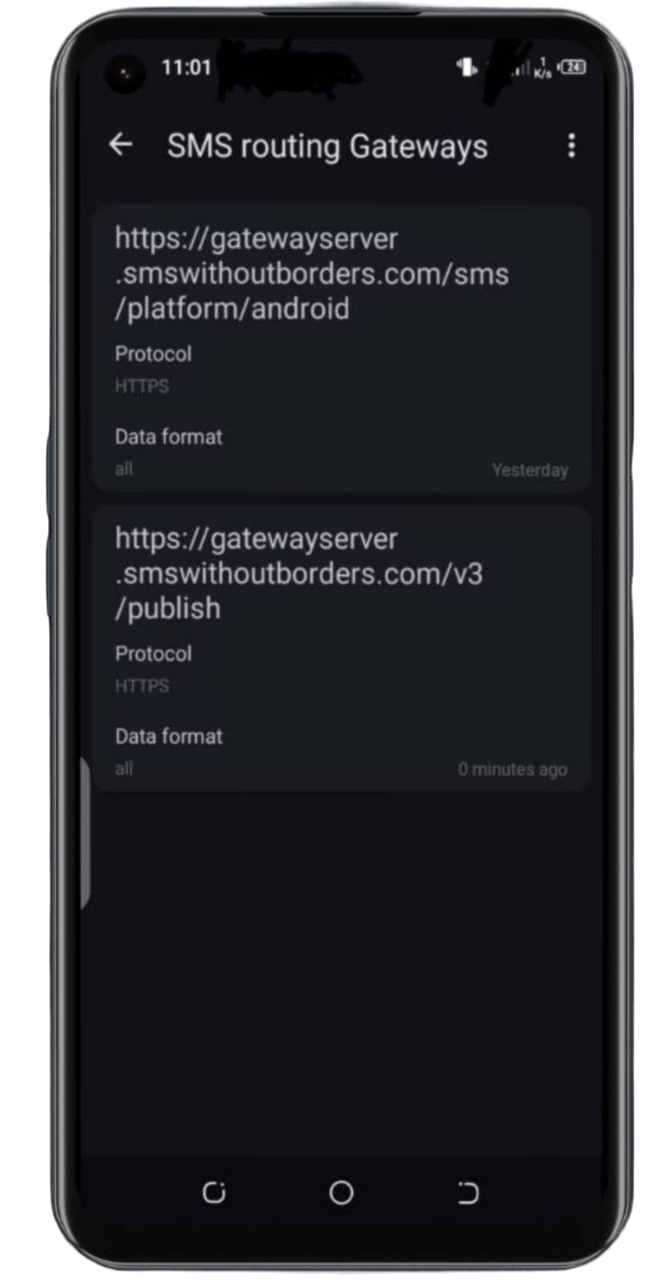 11:01
1
K/s
24
SMS routing Gateways
https://gatewayserver
.smswithoutborders.com/sms
/platform/android
Protocol
HTTPS
Data format
all
Yesterday
https://gatewayserver
.smswithoutborders.com/v3
/publish
Protocol
HTTPS
Data format
all
0 minutes ago